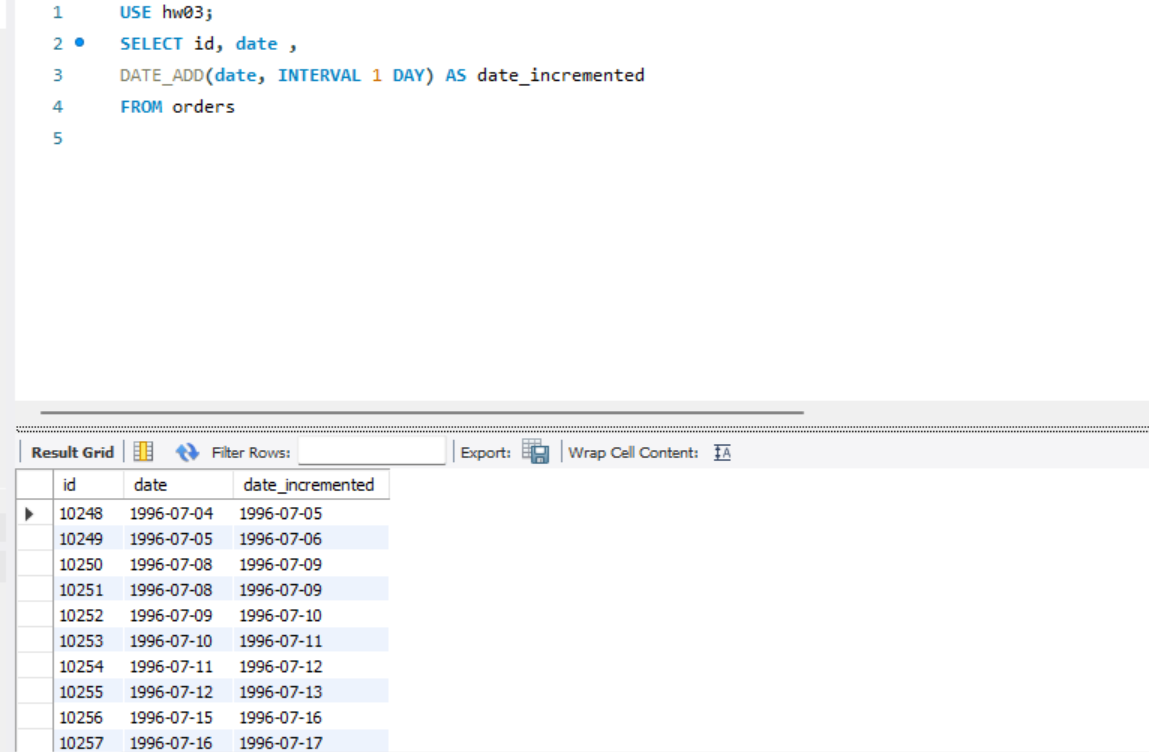 1 USE hw03;
2 SELECT id, date ,
3 DATE_ADD(date, INTERVAL 1 DAY) AS date_incremented
4 FROM orders
5
Result Grid Filter Rows: Export: Wrap Cell Content: IA
id date date_incremented
10248 1996-07-04 1996-07-05
10249 1996-07-05 1996-07-06
10250 1996-07-08 1996-07-09
10251 1996-07-08 1996-07-09
10252 1996-07-09 1996-07-10
10253 1996-07-10 1996-07-11
10254 1996-07-11 1996-07-12
10255 1996-07-12 1996-07-13
10256 1996-07-15 1996-07-16
10257 1996-07-16 1996-07-17